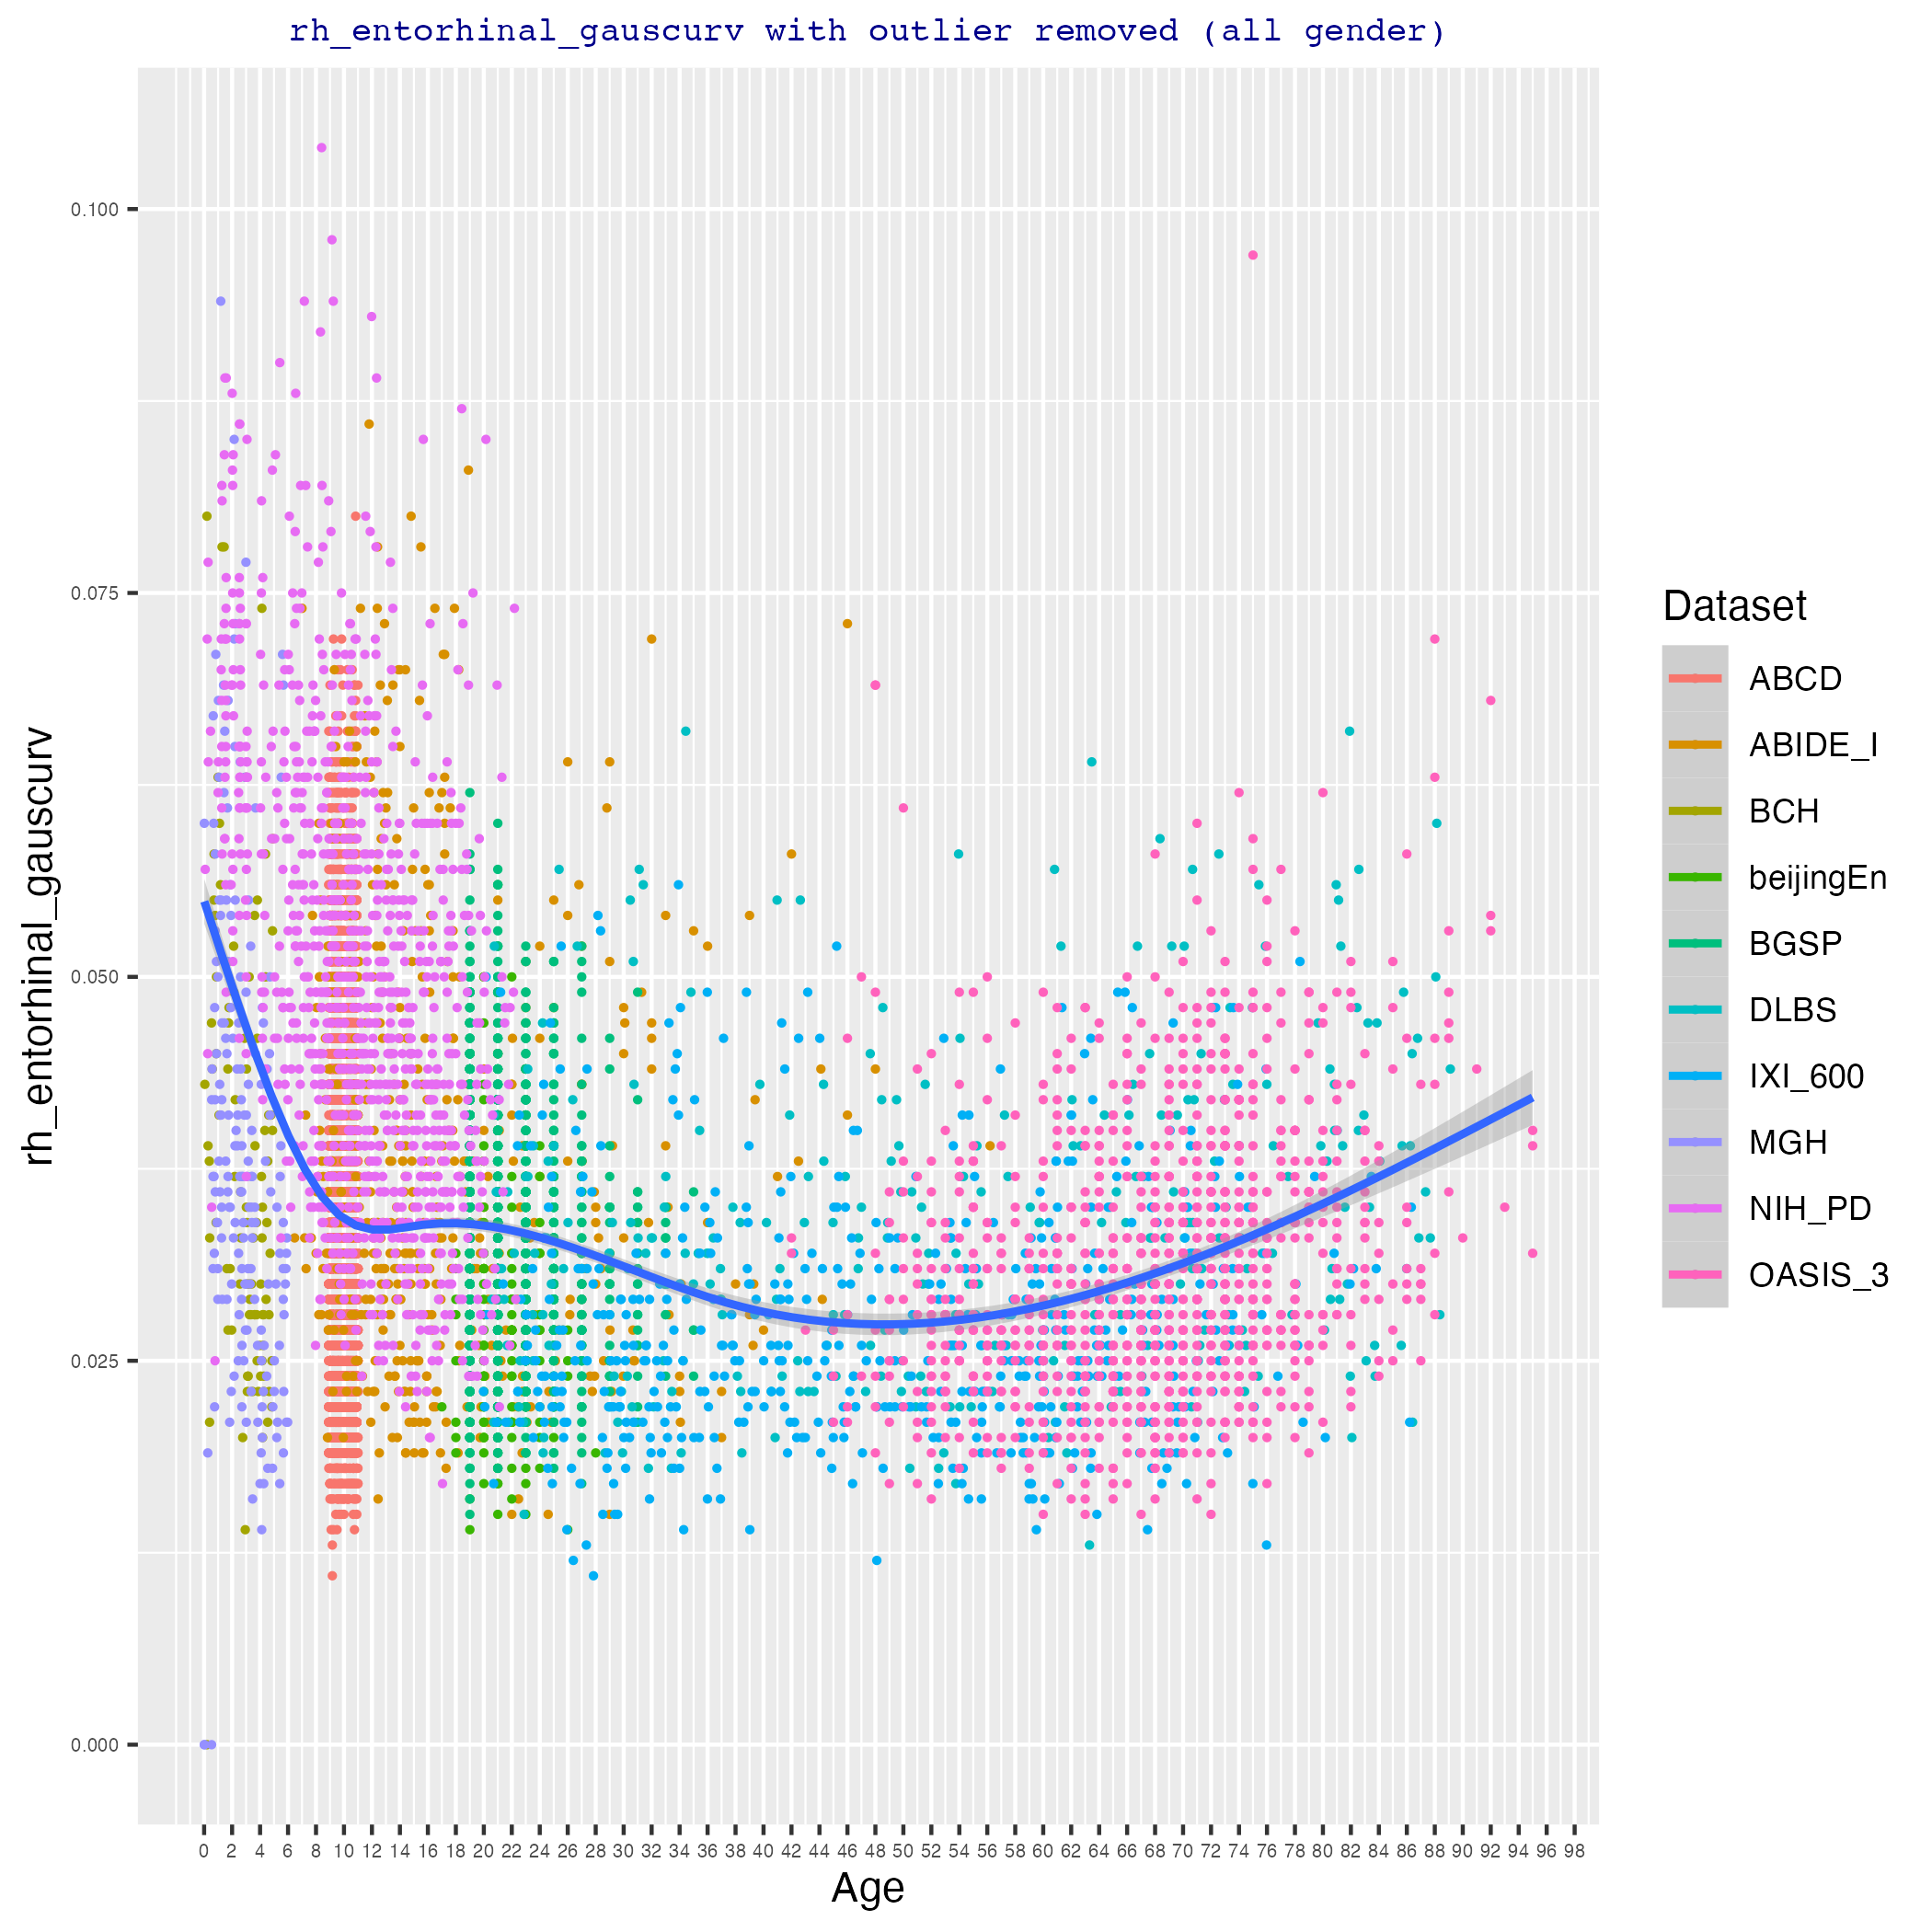 rh_entorhinal_gauscurv with outlier removed (all gender)
rh_entorhinal_gauscurv
0.100
0.075
0.050
0.025
0.000
0 2 4 6 8 10 12 14 16 18 20 22 24 26 28 30 32 34 36 38 40 42 44 46 48 50 52 54 56 58 60 62 64 66 68 70 72 74 76 78 80 82 84 86 88 90 92 94 96 98
Age
Dataset
ABCD
ABIDE_I
BCH
beijingEn
BGSP
DLBS
IXI_600
MGH
NIH_PD
OASIS_3